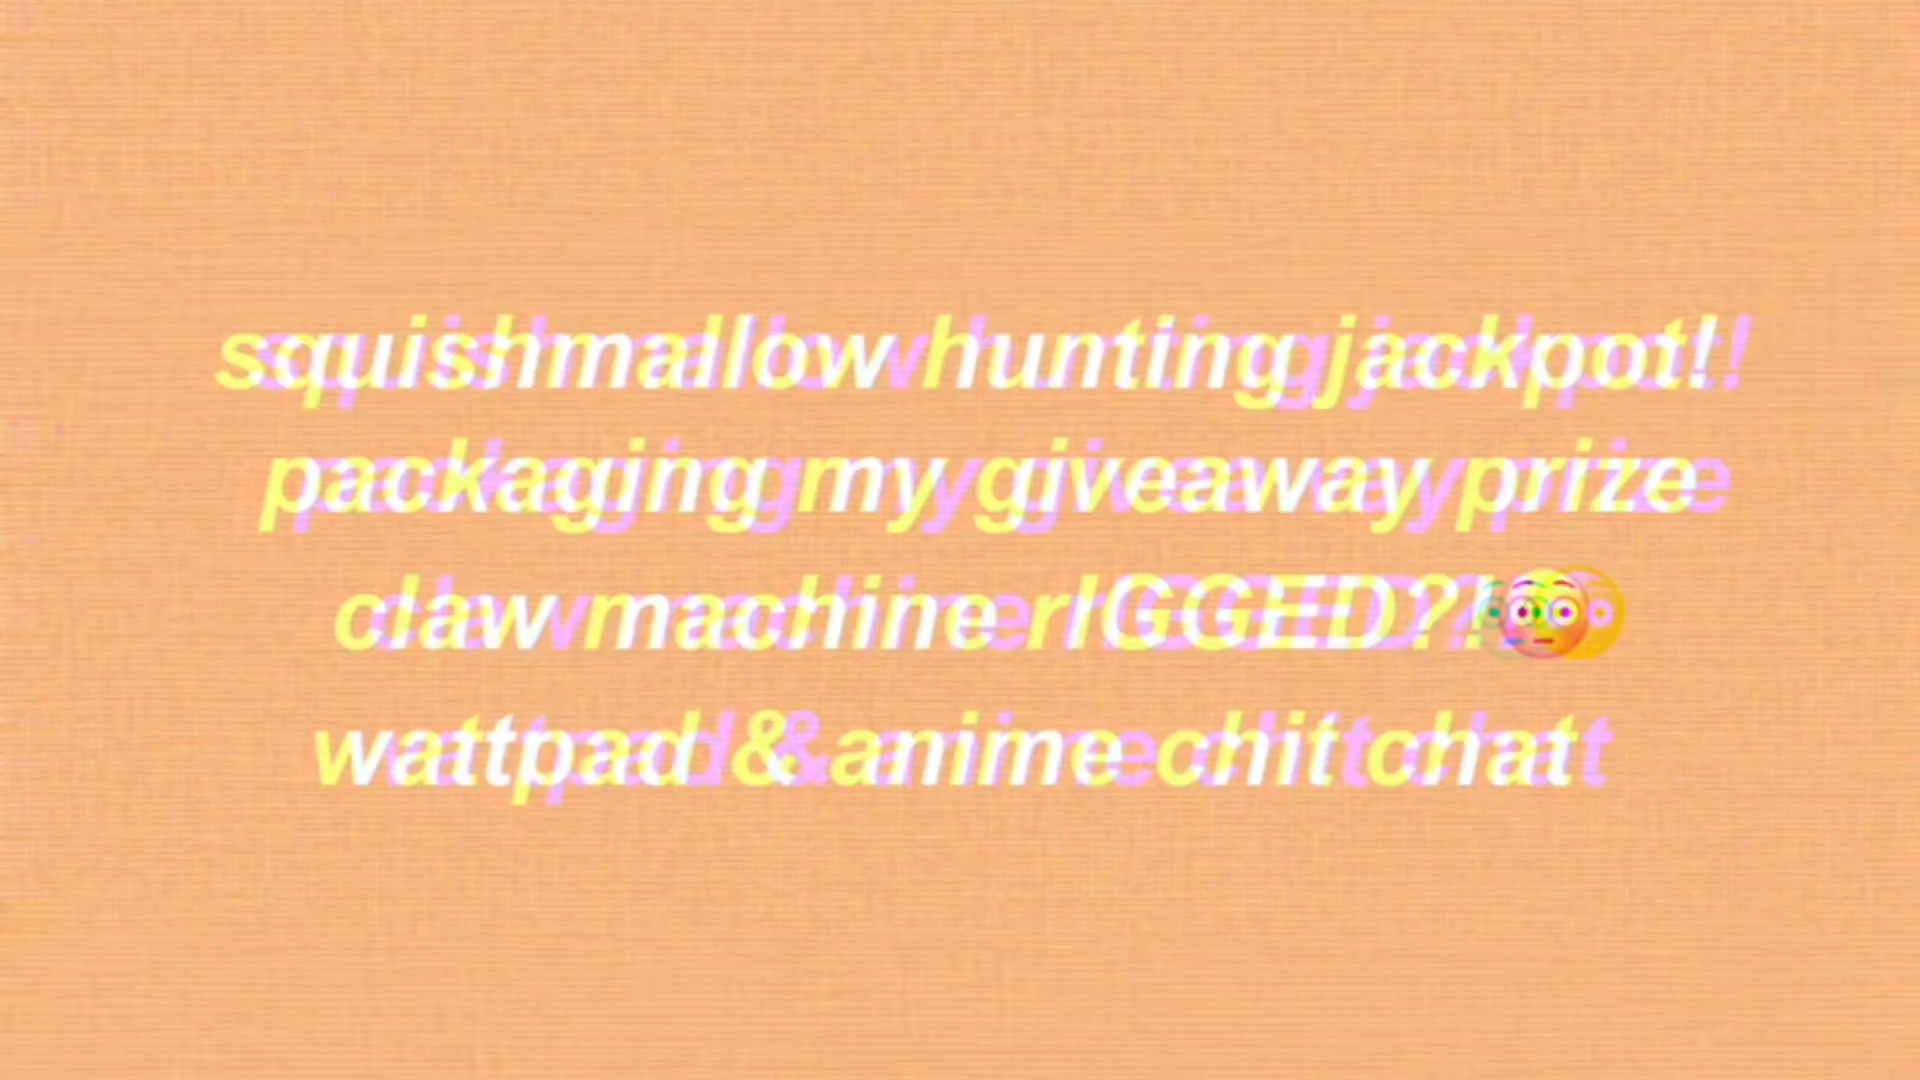 squishmallow hunting jackpot!!
packaging my giveaway prize
claw machine rIGGED?!😳
wattpad & anime chit chat